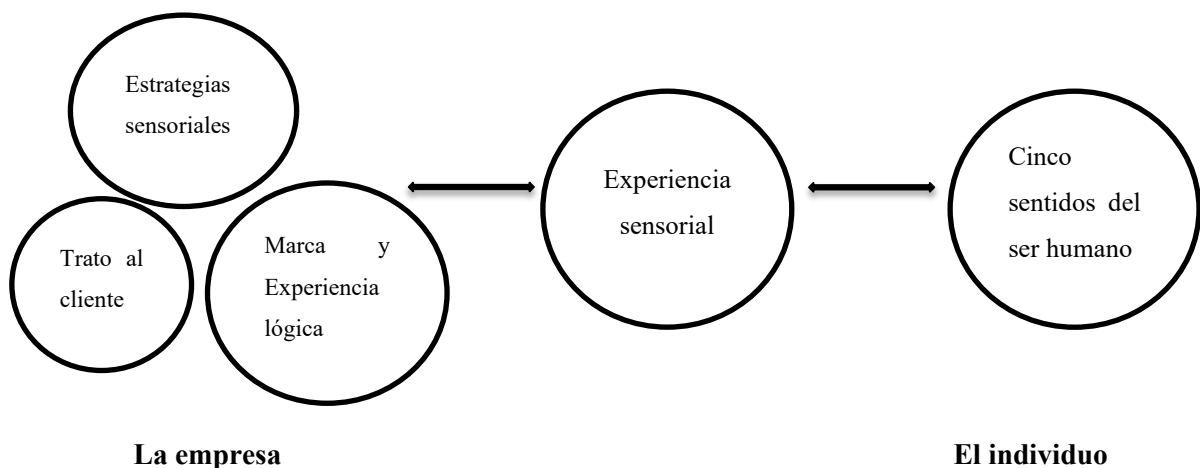 Estrategias
sensoriales
Trato al
cliente
Marca y
Experiencia
lógica
Experiencia
sensorial
Cinco
sentidos del
ser humano
La empresa
El individuo